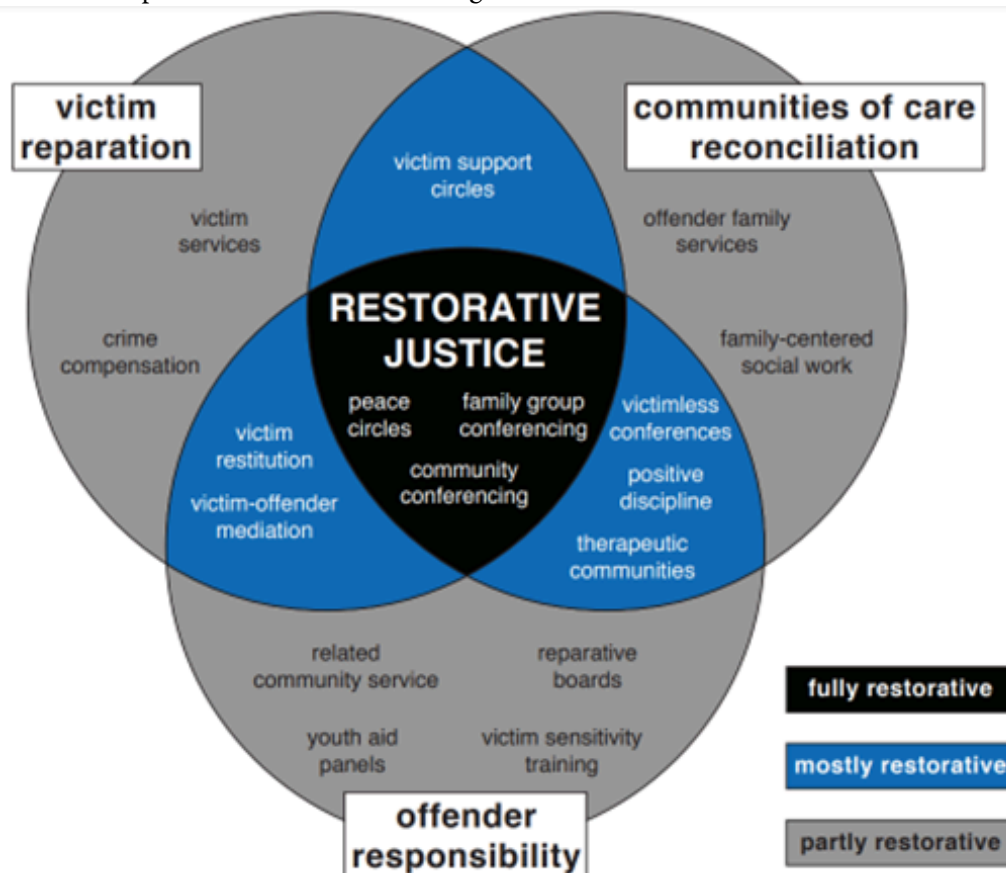 victim
reparation
communities of care
reconciliation
victim support
circles
victim
services
offender family
services
crime
compensation
family-centered
social work
RESTORATIVE
JUSTICE
peace
circles
family group
conferencing
community
conferencing
victim
restitution
victim-offender
mediation
victimless
conferences
positive
discipline
therapeutic
communities
related
community service
reparative
boards
youth aid
panels
victim sensitivity
training
offender
responsibility
fully restorative
mostly restorative
partly restorative